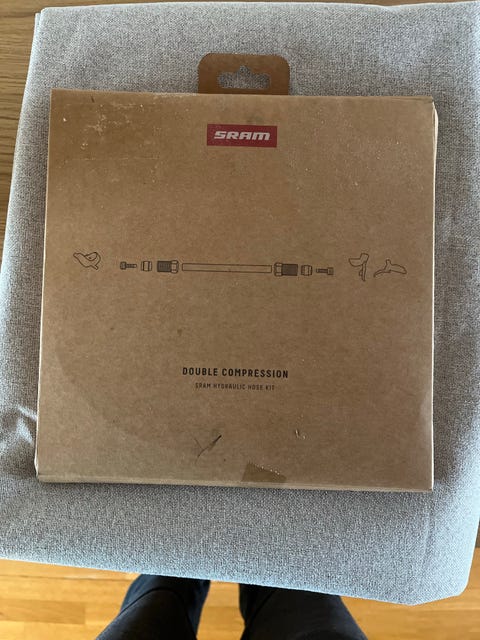 SRAM
DOUBLE COMPRESSION
SRAM HYDRAULIC HOSE KIT